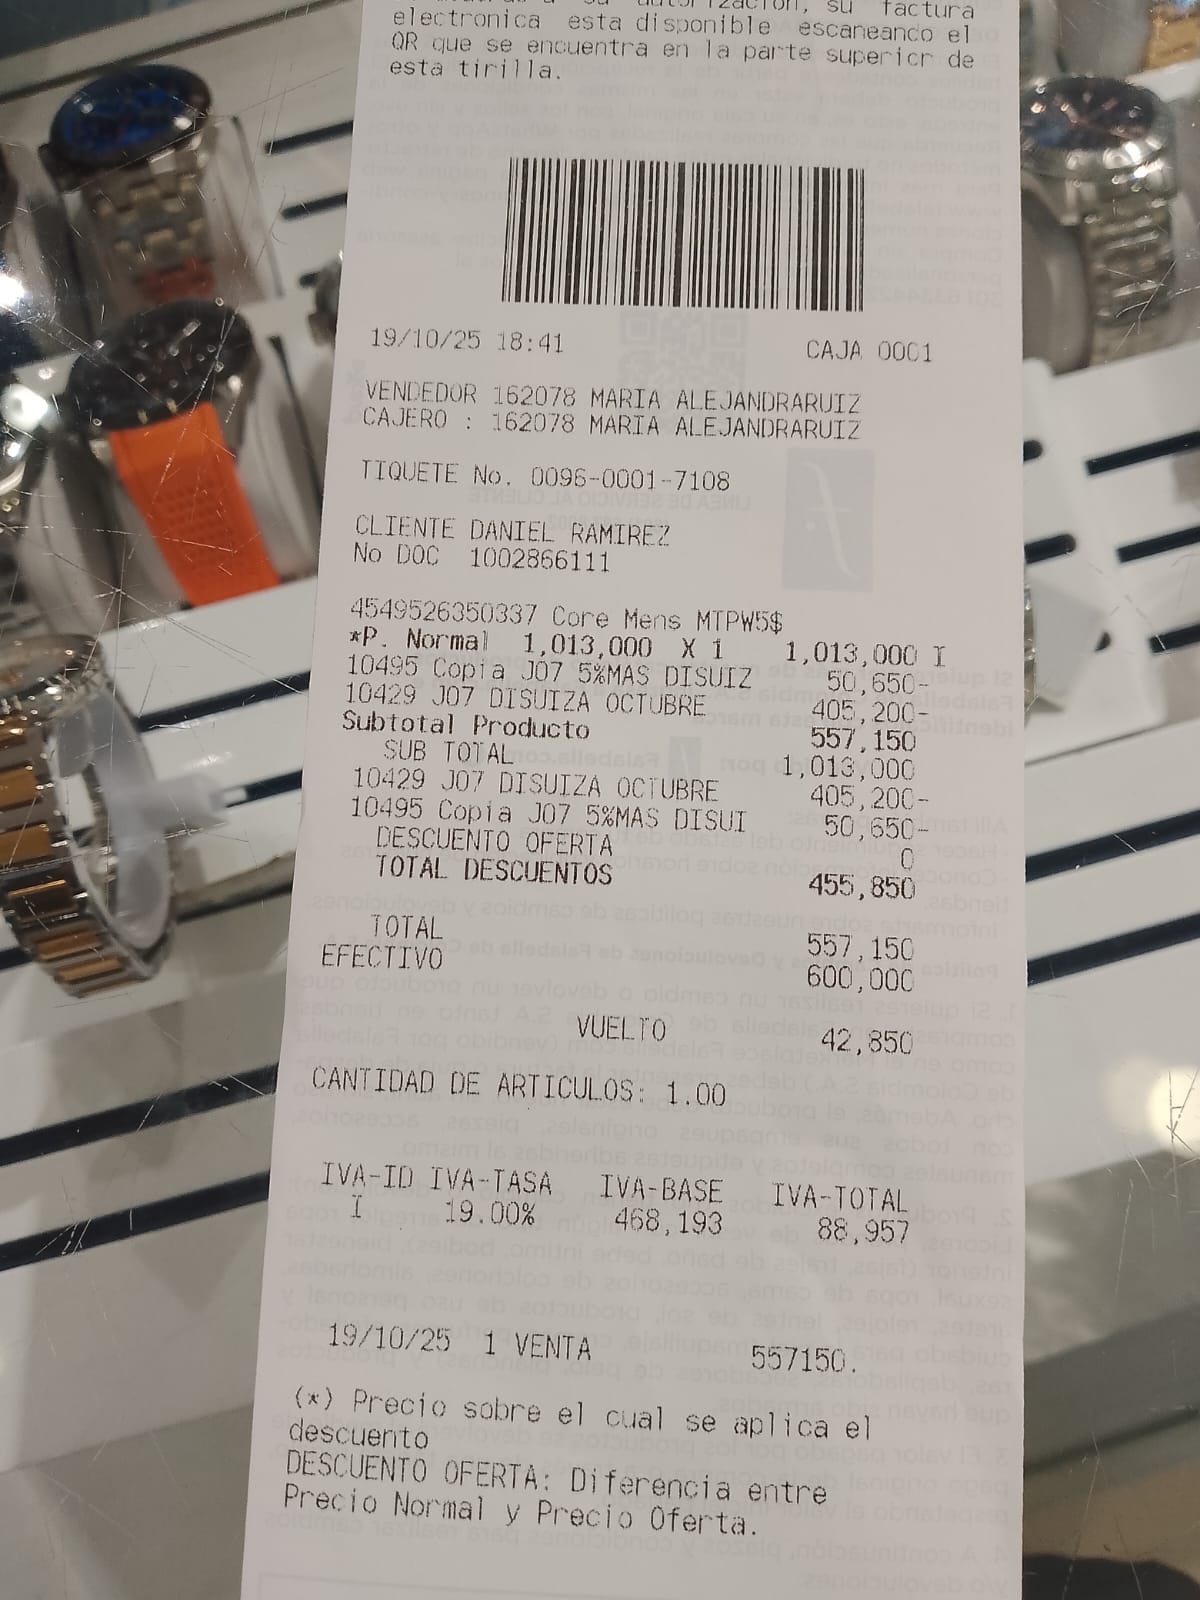 su factura
electronica esta disponible escaneando el
QR que se encuentra en la parte superior de
esta tirilla.
19/10/25 18:41 CAJA 0001
VENDEDOR 162078 MARIA ALEJANDRARUIZ
CAJERO : 162078 MARIA ALEJANDRARUIZ
TIQUETE No. 0096-0001-7108
CLIENTE DANIEL RAMIREZ
No DOC 1002866111
4549526350337 Core Mens MTPW5$
*P. Normal 1,013,000 X 1 1,013,000 I
10495 Copia J07 5%MAS DISUIZ 50,650-
10429 J07 DISUIZA OCTUBRE 405,200-
Subtotal Producto 557,150
SUB TOTAL 1,013,000
10429 J07 DISUIZA OCTUBRE 405,200-
10495 Copia J07 5%MAS DISUI 50,650-
DESCUENTO OFERTA 0
TOTAL DESCUENTOS 455,850
TOTAL 557,150
EFECTIVO 600,000
VUELTO 42,850
CANTIDAD DE ARTICULOS: 1.00
IVA-ID IVA-TASA IVA-BASE IVA-TOTAL
I 19.00% 468,193 88,957
19/10/25 1 VENTA 557150.
(*) Precio sobre el cual se aplica el
descuento
DESCUENTO OFERTA: Diferencia entre
Precio Normal y Precio Oferta.